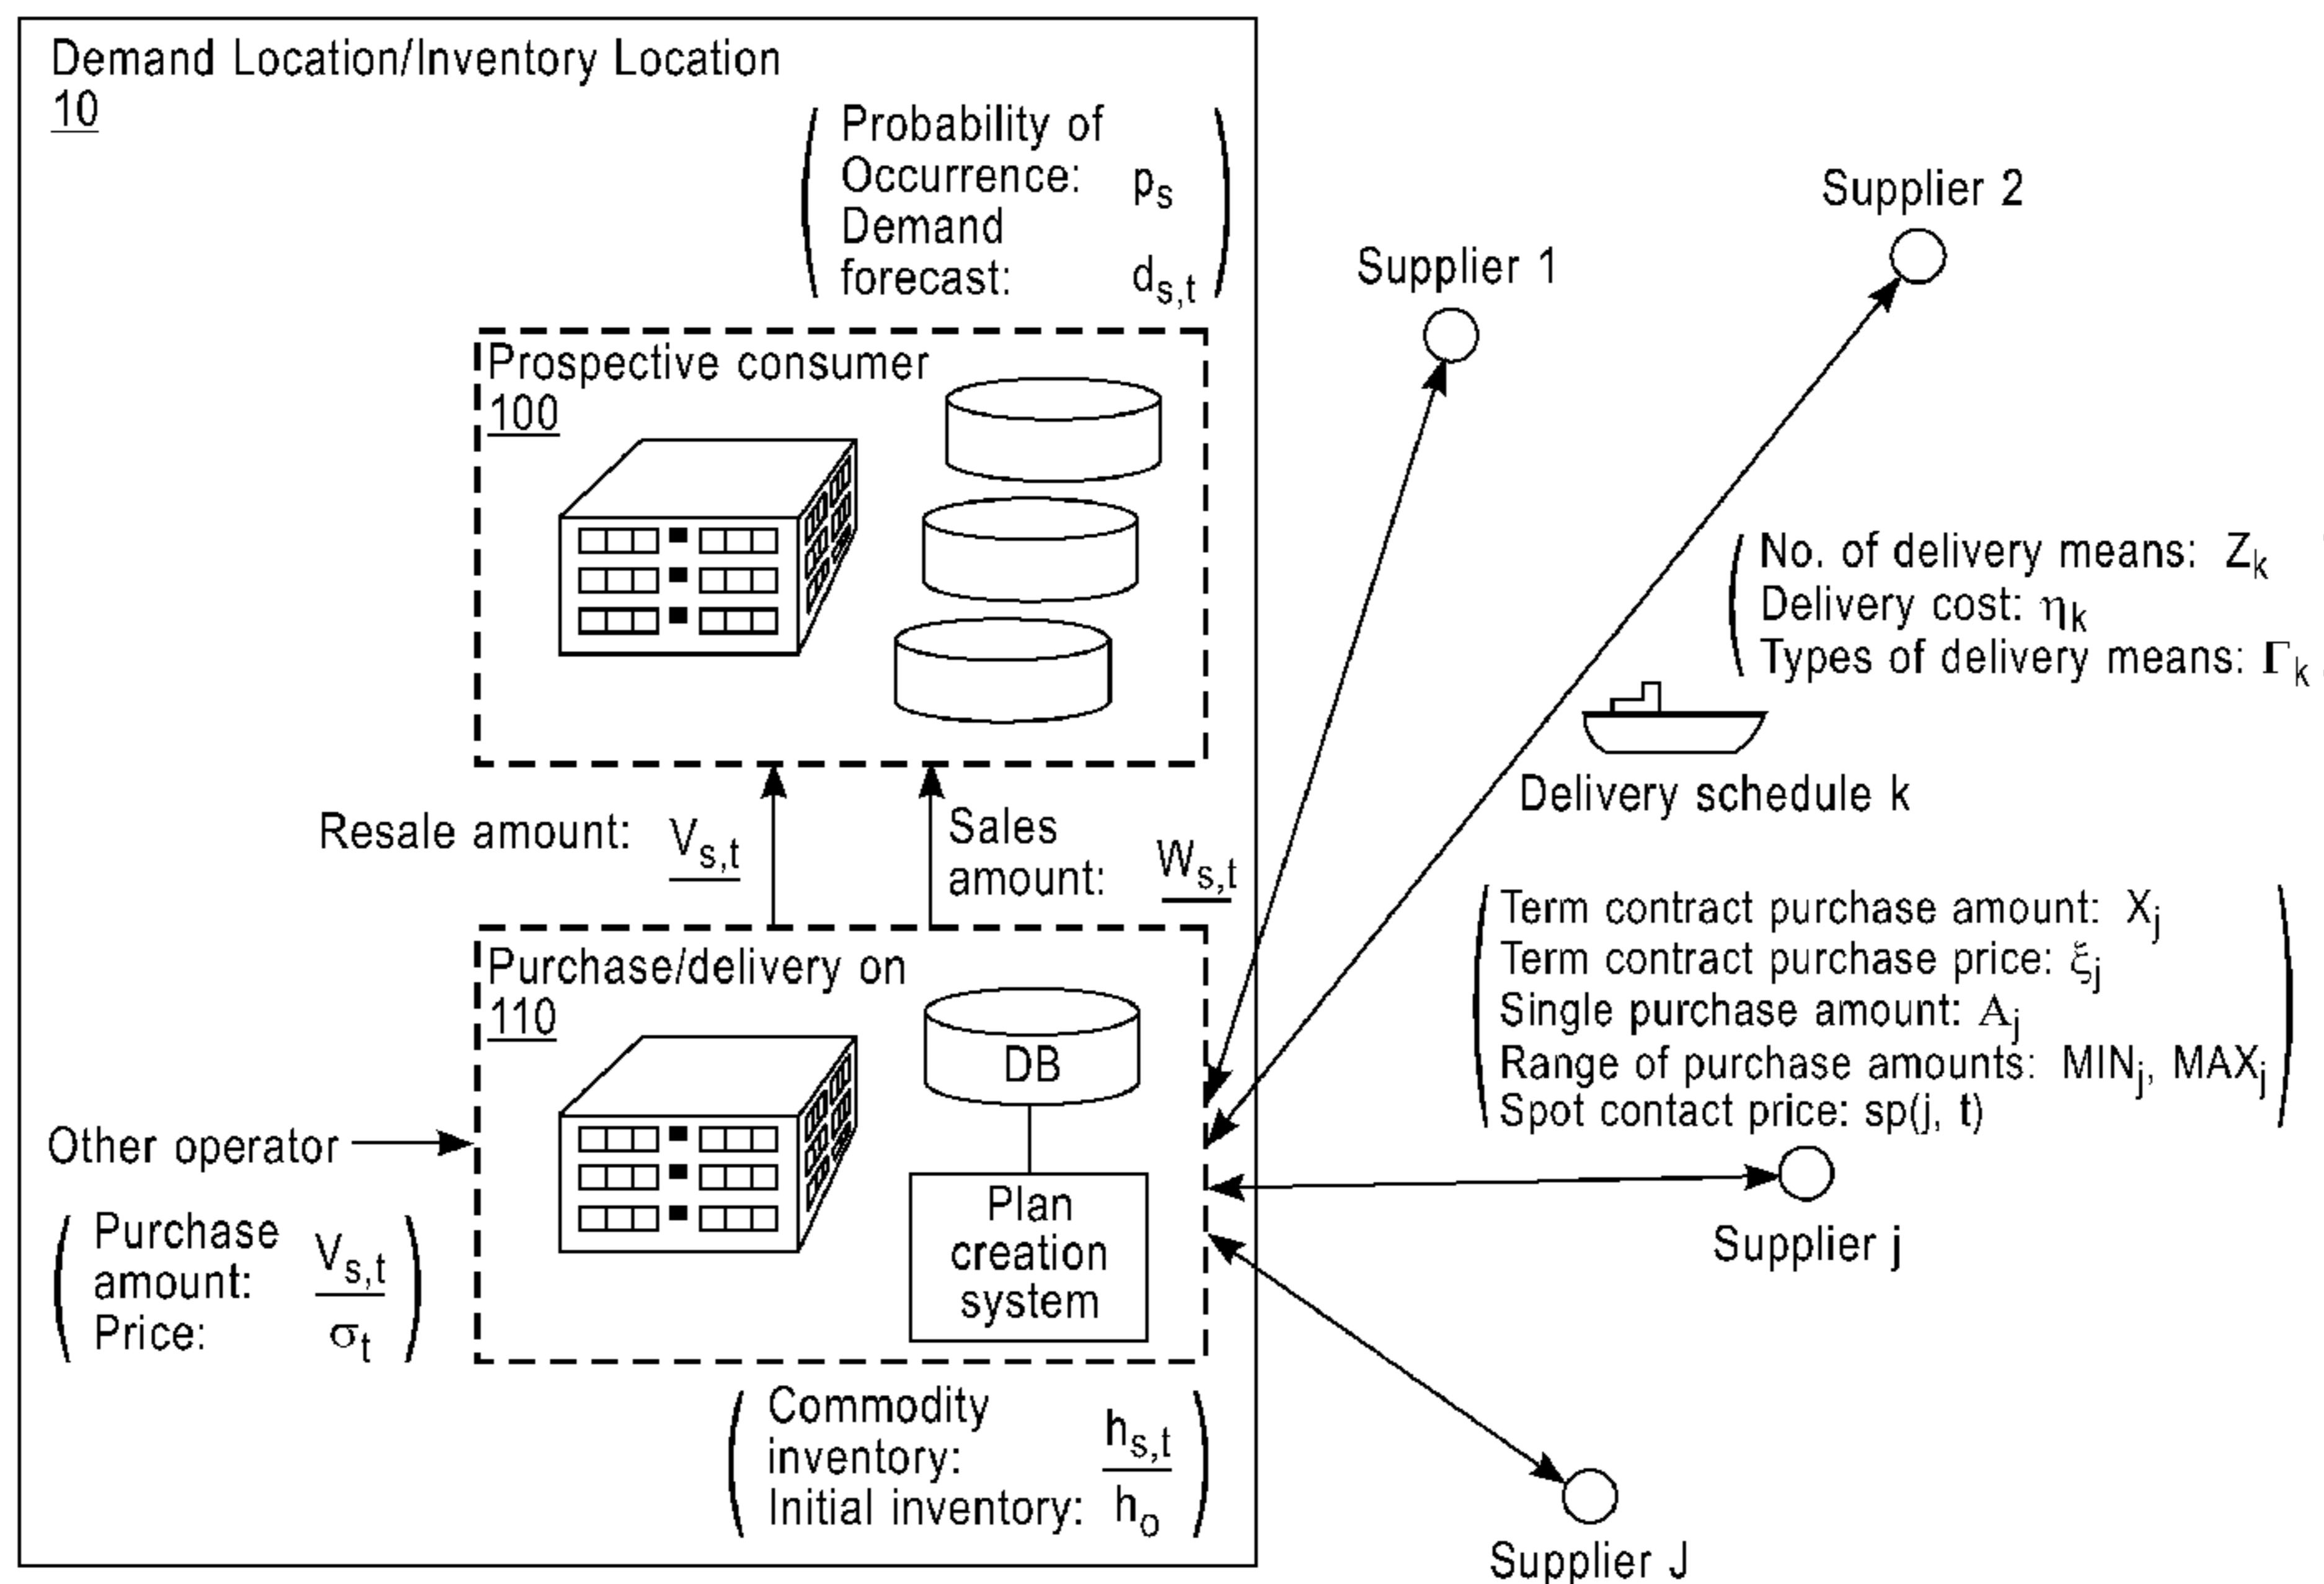 Demand Location/Inventory Location
10
Probability of
Occurrence: pₛ
Demand
forecast: dₛ,ₜ
Supplier 1
Supplier 2
Prospective consumer
100
No. of delivery means: Zₖ
Delivery cost: ηₖ
Types of delivery means: Γₖ
Delivery schedule k
Resale amount: Vₛ,ₜ
Sales
amount: Wₛ,ₜ
Term contract purchase amount: Xⱼ
Term contract purchase price: ξⱼ
Single purchase amount: Aⱼ
Range of purchase amounts: MINⱼ, MAXⱼ
Spot contact price: sp(j, t)
Supplier j
Purchase/delivery on
110
DB
Plan
creation
system
Other operator
Purchase
amount: Vₛ,ₜ
Price: σₜ
Commodity
inventory: hₛ,ₜ
Initial inventory: hₒ
Supplier J